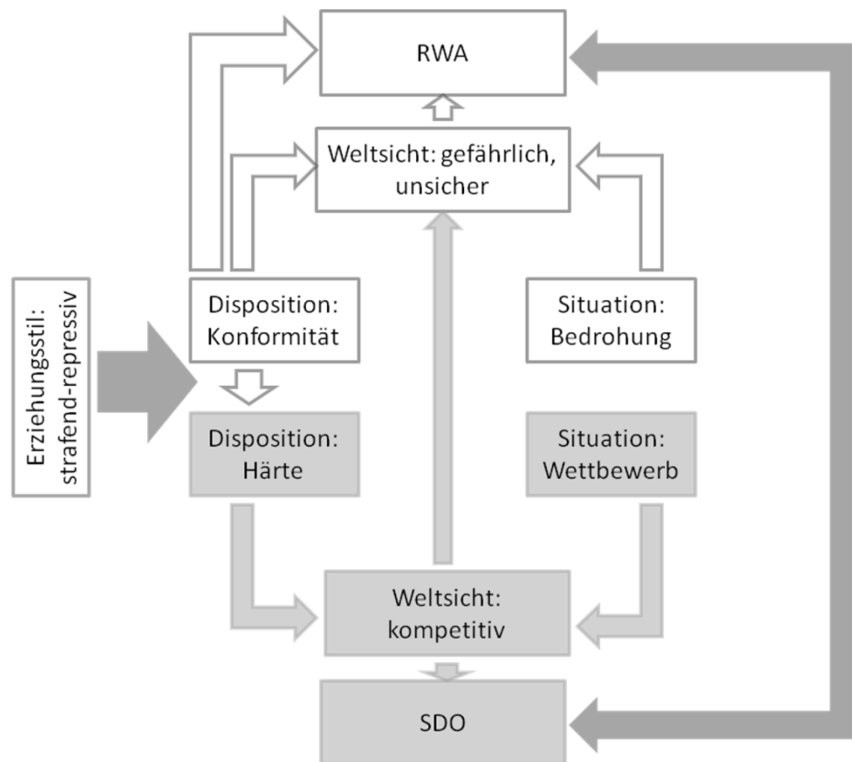 RWA
Weltsicht: gefährlich,
unsicher
Erziehungsstil:
strafend-repressiv
Disposition:
Konformität
Situation:
Bedrohung
Disposition:
Härte
Situation:
Wettbewerb
Weltsicht:
kompetitiv
SDO